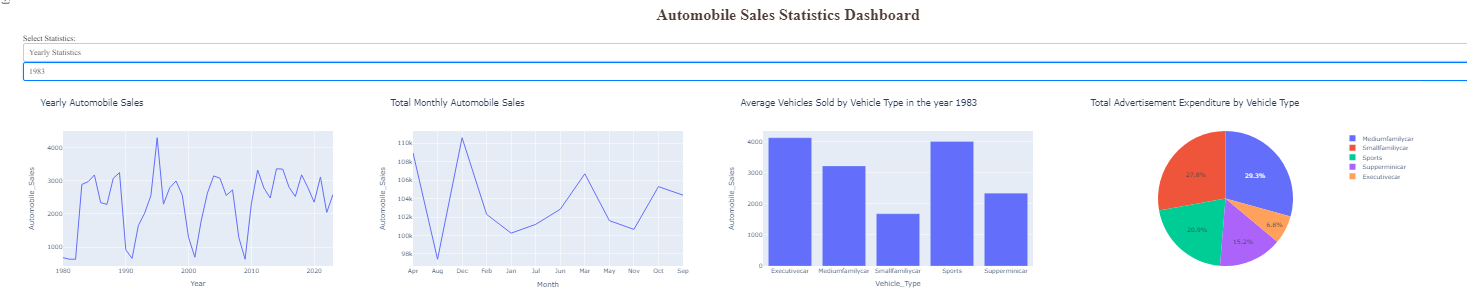 Automobile Sales Statistics Dashboard
Select Statistics:
Yearly Statistics
1983
Yearly Automobile Sales
Automobile_Sales
4000
3000
2000
1000
1980 1990 2000 2010 2020
Year
Total Monthly Automobile Sales
Automobile_Sales
110k
108k
106k
104k
102k
100k
98k
Apr Aug Dec Feb Jan Jul Jun Mar May Nov Oct Sep
Month
Average Vehicles Sold by Vehicle Type in the year 1983
Automobile_Sales
4000
3000
2000
1000
0
Executivecar Mediumfamilycar Smallfamiliycar Sports Supperminicar
Vehicle_Type
Total Advertisement Expenditure by Vehicle Type
27.8%
29.3%
20.9%
15.2%
6.8%
Mediumfamilycar
Smallfamiliycar
Sports
Supperminicar
Executivecar